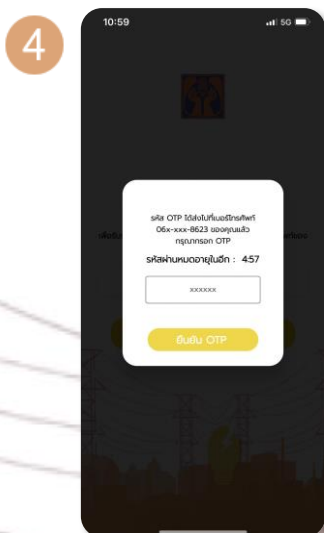 4
10:59
5G
รหัส OTP ได้ส่งไปที่เบอร์โทรศัพท์
06x-xxx-8623 ของคุณแล้ว
กรุณากรอก OTP
รหัสผ่านหมดอายุในอีก : 4:57
xxxxxx
ยืนยัน OTP